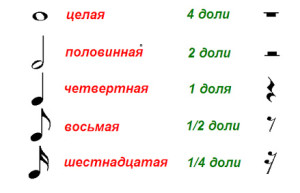 целая 4 доли
половинная 2 доли
четвертная 1 доля
восьмая 1/2 доли
шестнадцатая 1/4 доли